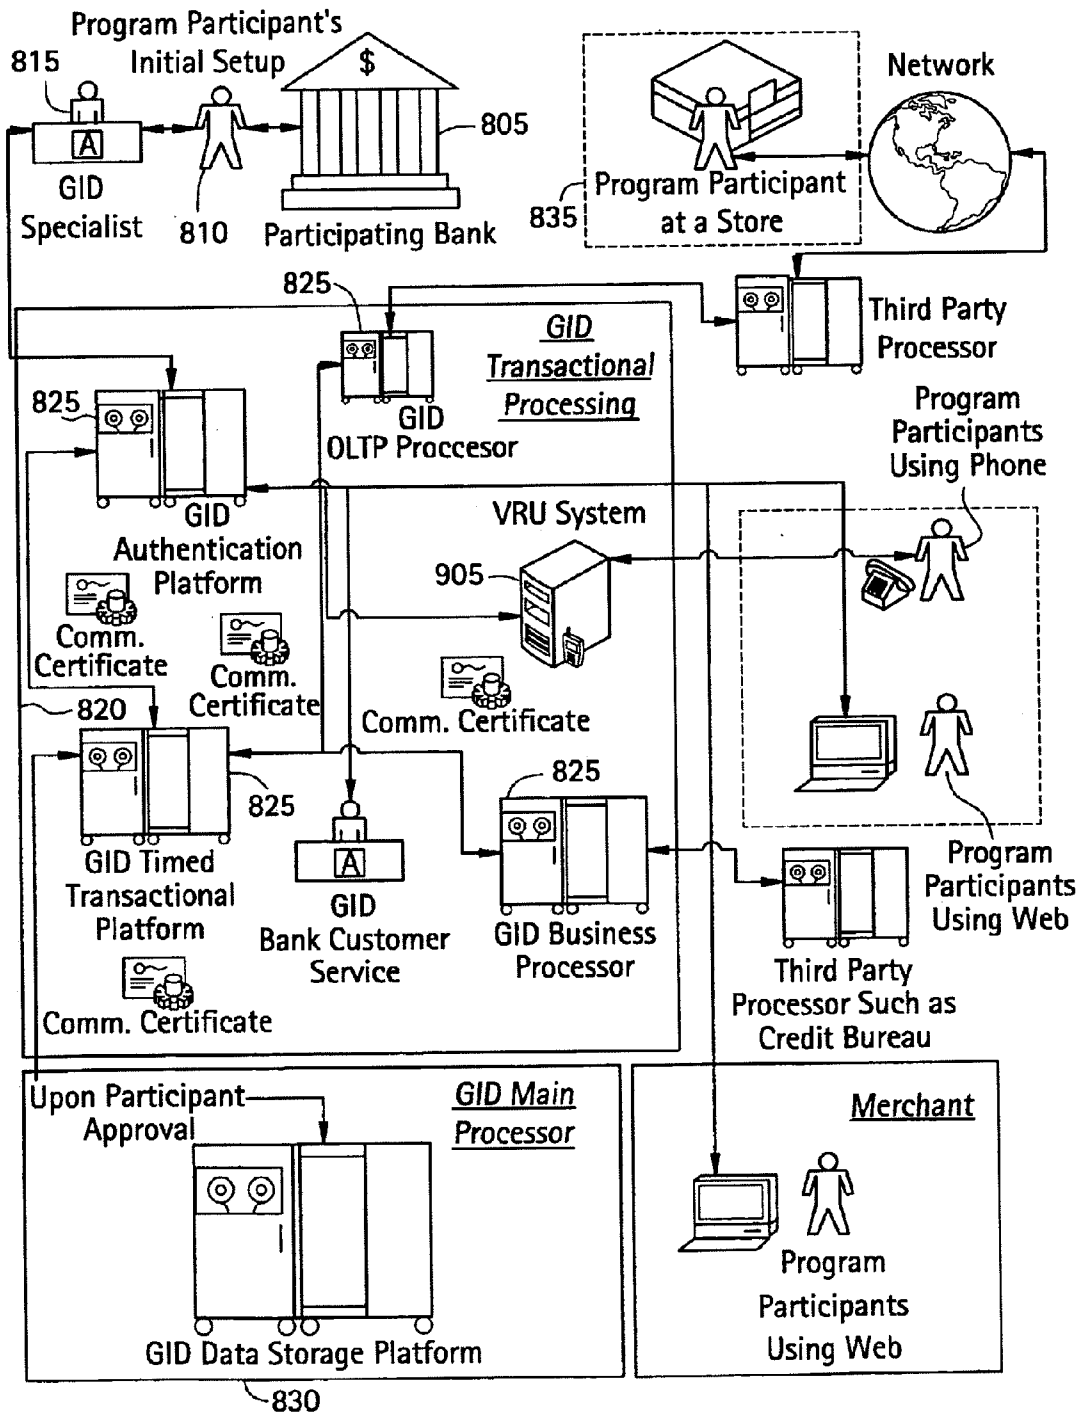 Program Participant's
Initial Setup
815
$
805
A
GID
Specialist
810
Participating Bank
Network
835
Program Participant
at a Store
825
GID
Transactional
Processing
Third Party
Processor
GID
OLTP Proccesor
825
GID
Authentication
Platform
VRU System
905
Program
Participants
Using Phone
Comm.
Certificate
Comm.
Certificate
Comm. Certificate
820
825
GID Timed
Transactional
Platform
A
GID
Bank Customer
Service
825
GID Business
Processor
Program
Participants
Using Web
Third Party
Processor Such as
Credit Bureau
Comm. Certificate
Upon Participant
Approval
GID Main
Processor
GID Data Storage Platform
830
Merchant
Program
Participants
Using Web